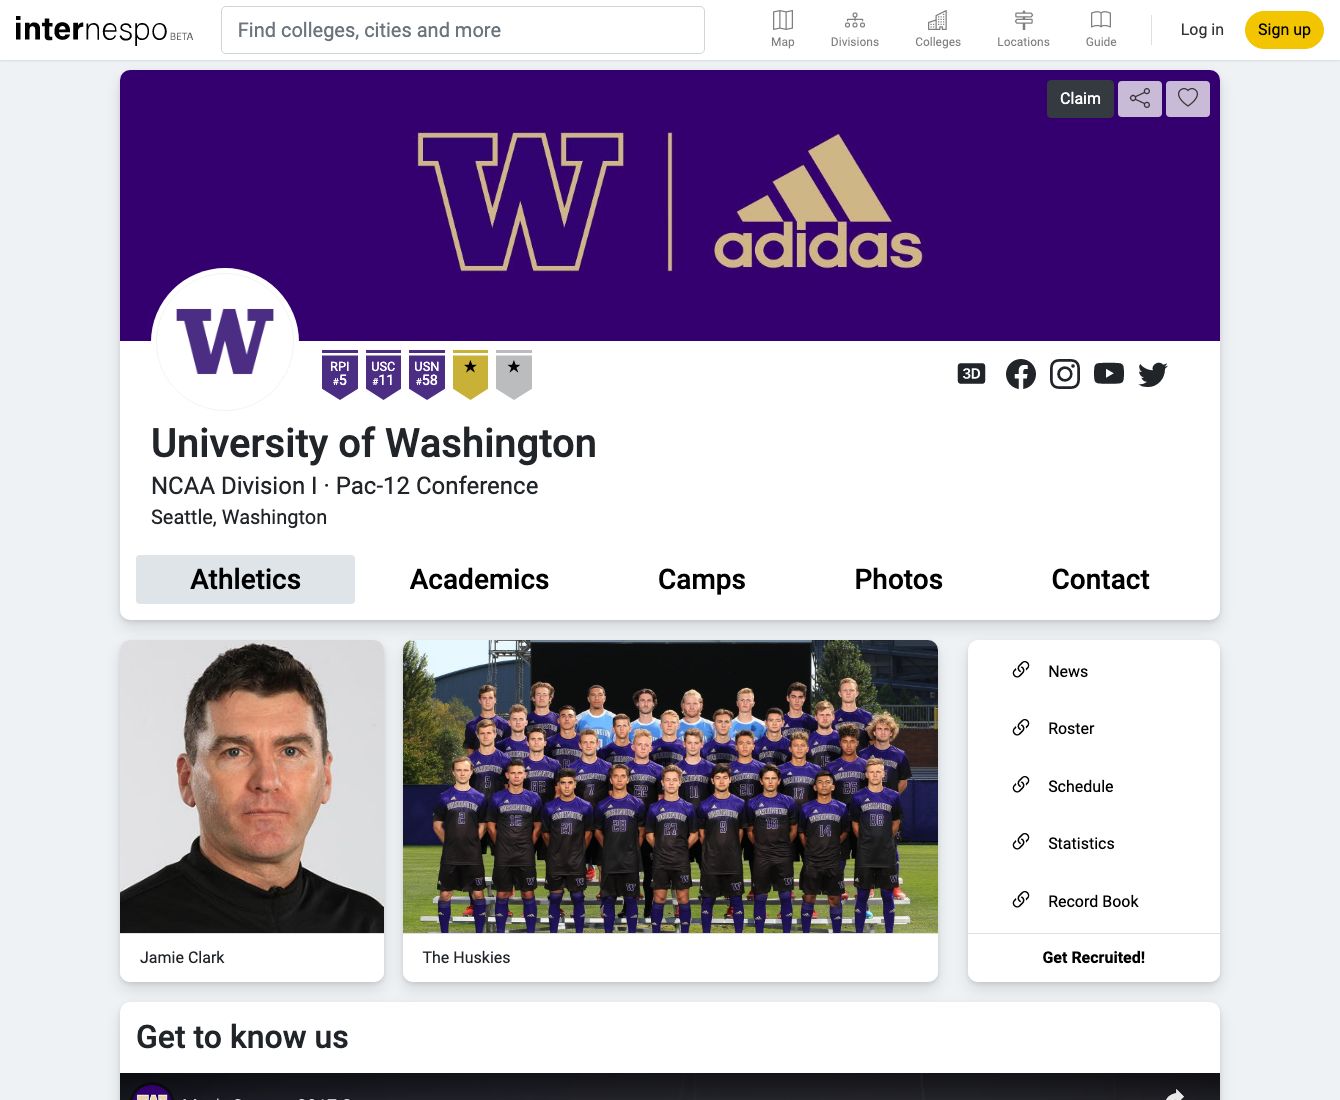 internespo BETA
Find colleges, cities and more
Map
Divisions
Colleges
Locations
Guide
Log in
Sign up
Claim
W
adidas
W
RPI
#5
USC
#11
USN
#58
3D
University of Washington
NCAA Division I · Pac-12 Conference
Seattle, Washington
Athletics
Academics
Camps
Photos
Contact
Jamie Clark
The Huskies
News
Roster
Schedule
Statistics
Record Book
Get Recruited!
Get to know us